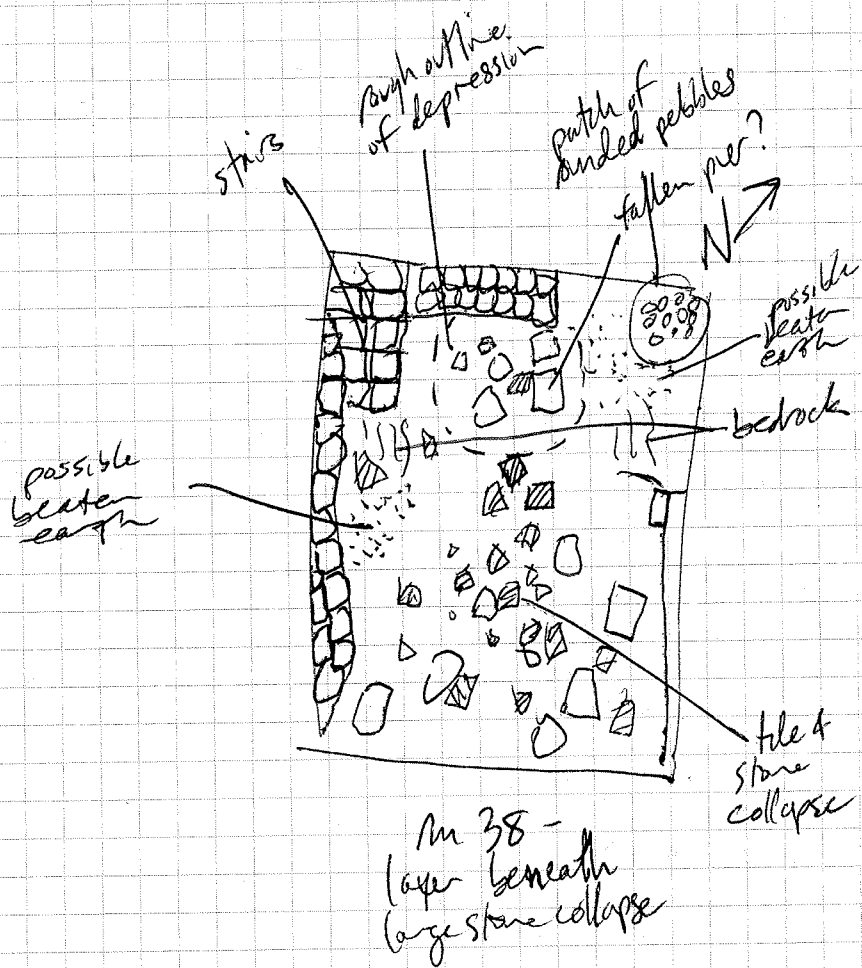 rough outline
of depression
stairs
patch of
rounded pebbles
fallen pier?
N
possible
beaten
earth
bedrock
possible
beaten
earth
tile &
stone
collapse
Rm 38 -
layer beneath
large stone collapse